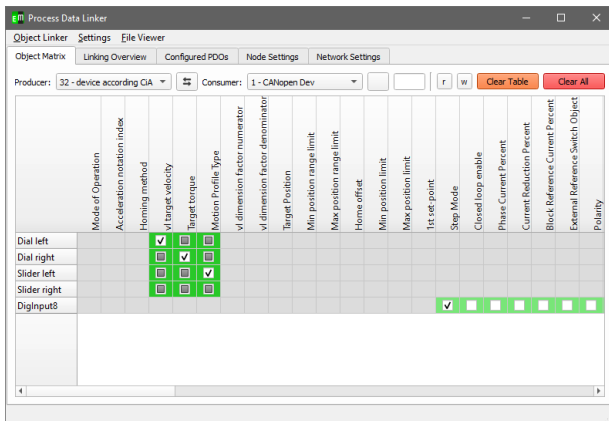 Em Process Data Linker
Object Linker Settings File Viewer
Object Matrix Linking Overview Configured PDOs Node Settings Network Settings
Producer: 32 - device according CiA Consumer: 1 - CANopen Dev r w Clear Table Clear All
Mode of Operation
Acceleration notation index
Homing method
vl target velocity
Target torque
Motion Profile Type
vl dimension factor numerator
vl dimension factor denominator
Target Position
Min position range limit
Max position range limit
Home offset
Min position limit
Max position limit
1st set-point
Step Mode
Closed loop enable
Phase Current Percent
Current Reduction Percent
Block Reference Current Percent
External Reference Switch Object
Polarity
Dial left
Dial right
Slider left
Slider right
DigInput8